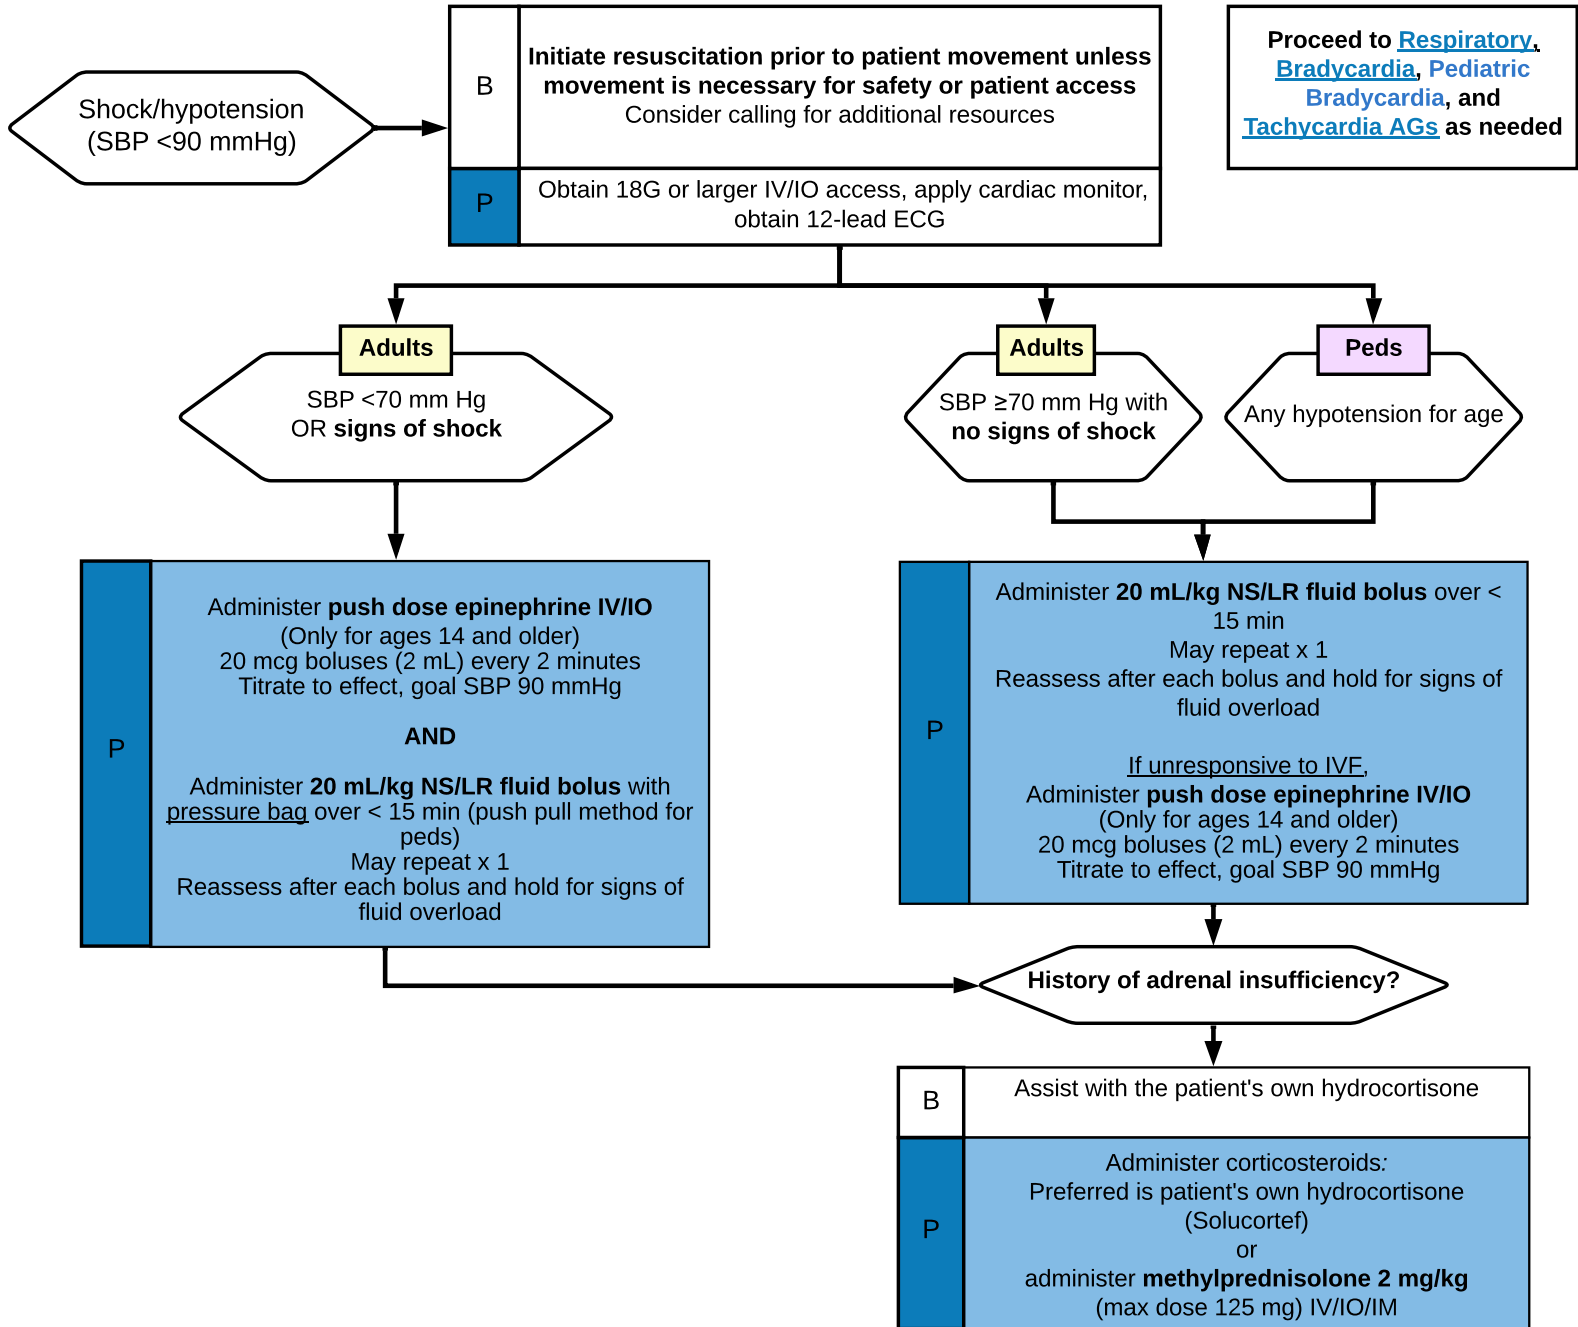 Shock/hypotension
(SBP <90 mmHg)
B
Initiate resuscitation prior to patient movement unless
movement is necessary for safety or patient access
Consider calling for additional resources
P
Obtain 18G or larger IV/IO access, apply cardiac monitor,
obtain 12-lead ECG
Proceed to Respiratory,
Bradycardia, Pediatric
Bradycardia, and
Tachycardia AGs as needed
Adults
SBP <70 mm Hg
OR signs of shock
Adults
SBP ≥70 mm Hg with
no signs of shock
Peds
Any hypotension for age
P
Administer push dose epinephrine IV/IO
(Only for ages 14 and older)
20 mcg boluses (2 mL) every 2 minutes
Titrate to effect, goal SBP 90 mmHg
AND
Administer 20 mL/kg NS/LR fluid bolus with
pressure bag over < 15 min (push pull method for
peds)
May repeat x 1
Reassess after each bolus and hold for signs of
fluid overload
P
Administer 20 mL/kg NS/LR fluid bolus over <
15 min
May repeat x 1
Reassess after each bolus and hold for signs of
fluid overload
If unresponsive to IVF,
Administer push dose epinephrine IV/IO
(Only for ages 14 and older)
20 mcg boluses (2 mL) every 2 minutes
Titrate to effect, goal SBP 90 mmHg
History of adrenal insufficiency?
B
Assist with the patient's own hydrocortisone
P
Administer corticosteroids:
Preferred is patient's own hydrocortisone
(Solucortef)
or
administer methylprednisolone 2 mg/kg
(max dose 125 mg) IV/IO/IM